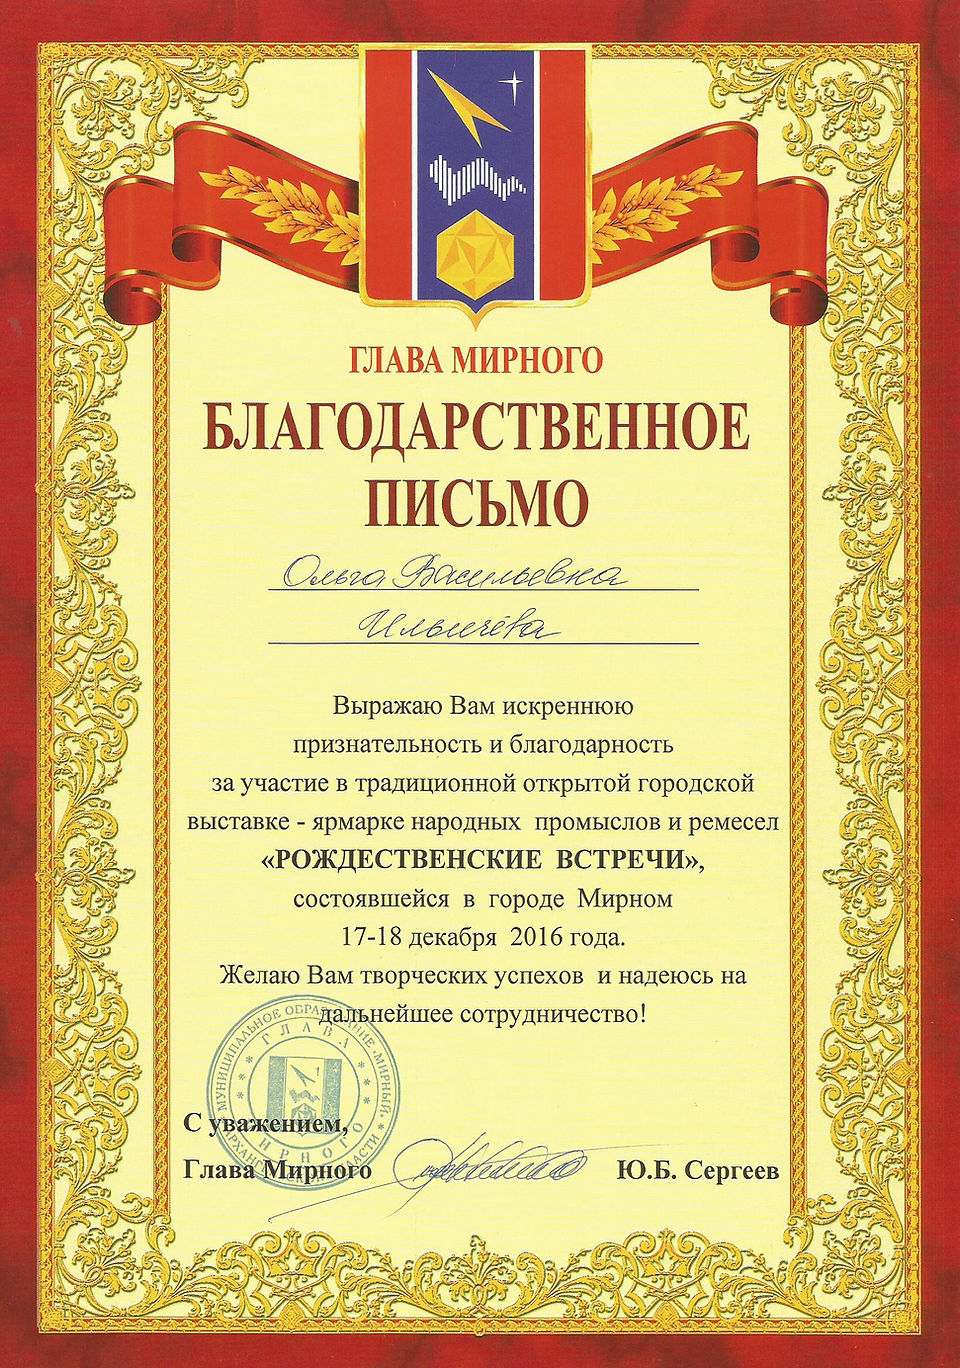 ГЛАВА МИРНОГО
БЛАГОДАРСТВЕННОЕ
ПИСЬМО
Ольга Васильевна
Ильичёва
Выражаю Вам искреннюю
признательность и благодарность
за участие в традиционной открытой городской
выставке - ярмарке народных промыслов и ремесел
«РОЖДЕСТВЕНСКИЕ ВСТРЕЧИ»,
состоявшейся в городе Мирном
17-18 декабря 2016 года.
Желаю Вам творческих успехов и надеюсь на
дальнейшее сотрудничество!
МУНИЦИПАЛЬНОЕ ОБРАЗОВАНИЕ «МИРНЫЙ»
АРХАНГЕЛЬСКОЙ ОБЛАСТИ
ГЛАВА
МИРНОГО
С уважением,
Глава Мирного Ю.Б. Сергеев